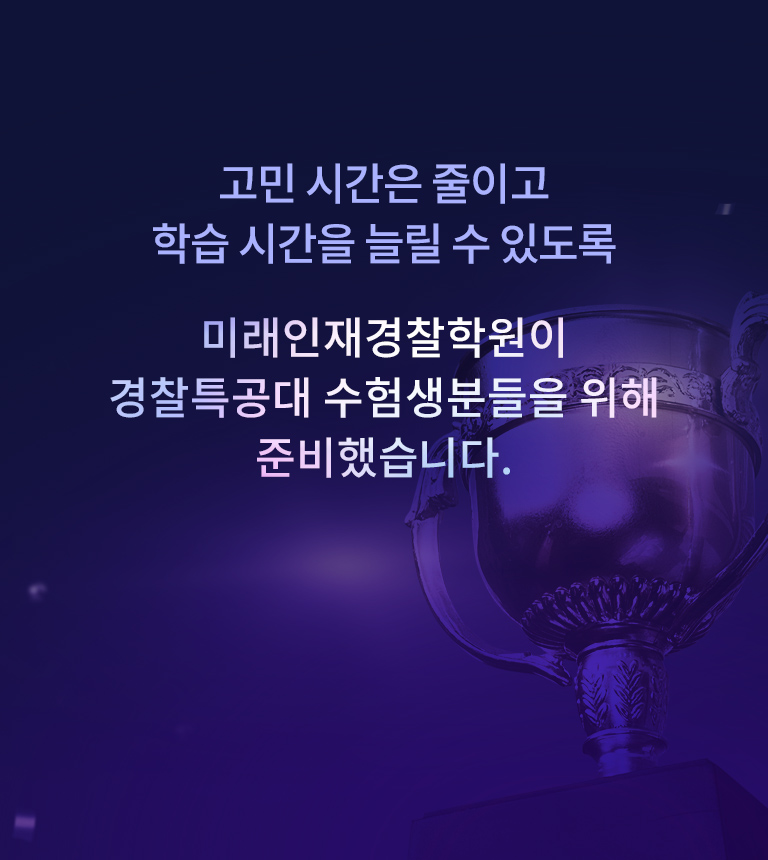 고민 시간은 줄이고
학습 시간을 늘릴 수 있도록
미래인재경찰학원이
경찰특공대 수험생분들을 위해
준비했습니다.